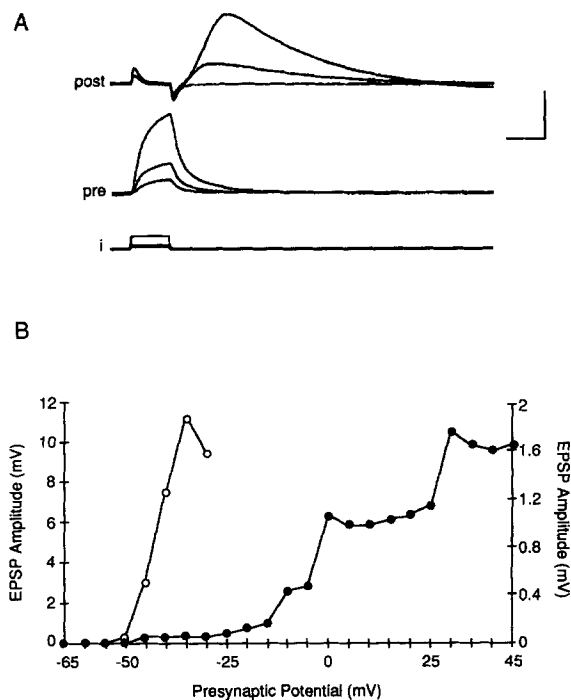 A
post
pre
i
B
EPSP Amplitude (mV)
12
10
8
6
4
2
0
2
1.6
1.2
0.8
0.4
0
EPSP Amplitude (mV)
-65
-50
-25
0
25
45
Presynaptic Potential (mV)